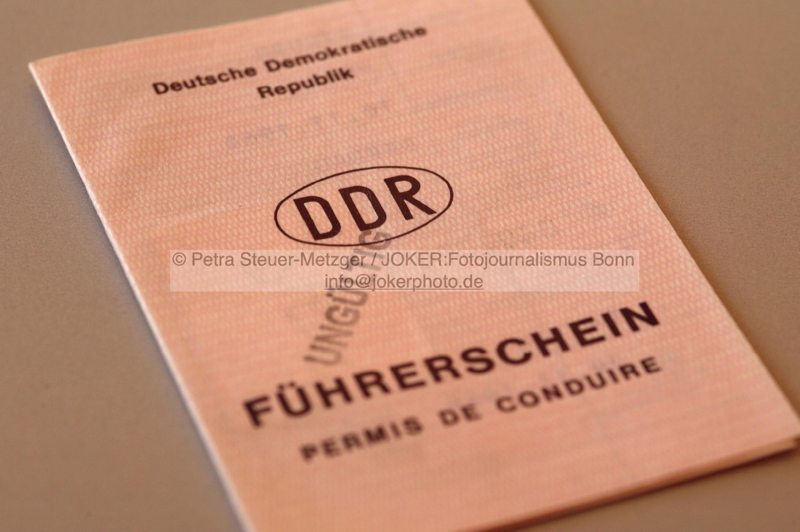 Deutsche Demokratische
Republik
DDR
© Petra Steuer-Metzger / JOKER:Fotojournalismus Bonn
info@jokerphoto.de
UNGÜLTIG
FÜHRERSCHEIN
PERMIS DE CONDUIRE